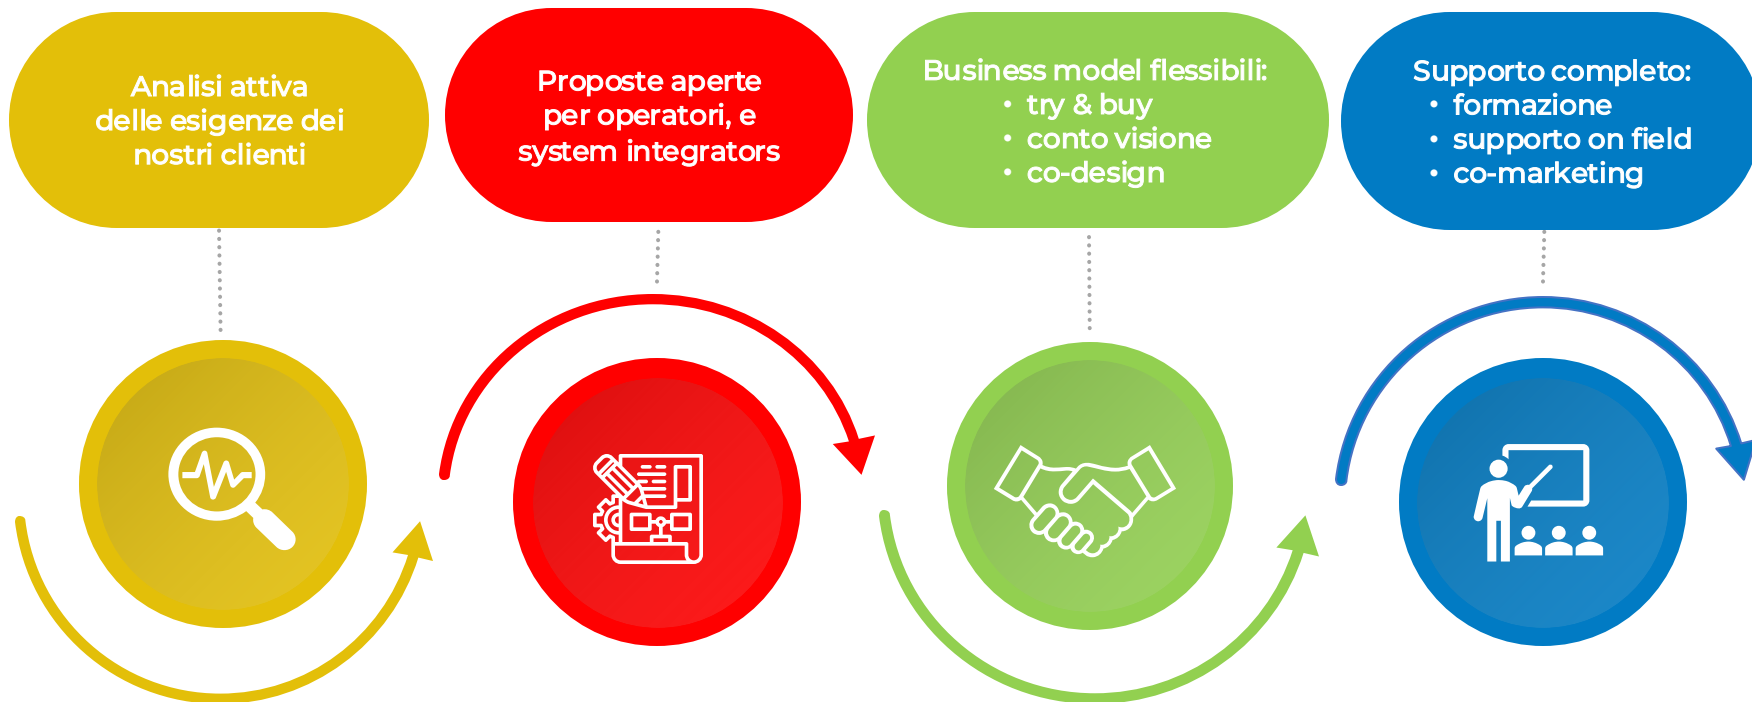 Analisi attiva
delle esigenze dei
nostri clienti
Proposte aperte
per operatori, e
system integrators
Business model flessibili:
• try & buy
• conto visione
• co-design
Supporto completo:
• formazione
• supporto on field
• co-marketing